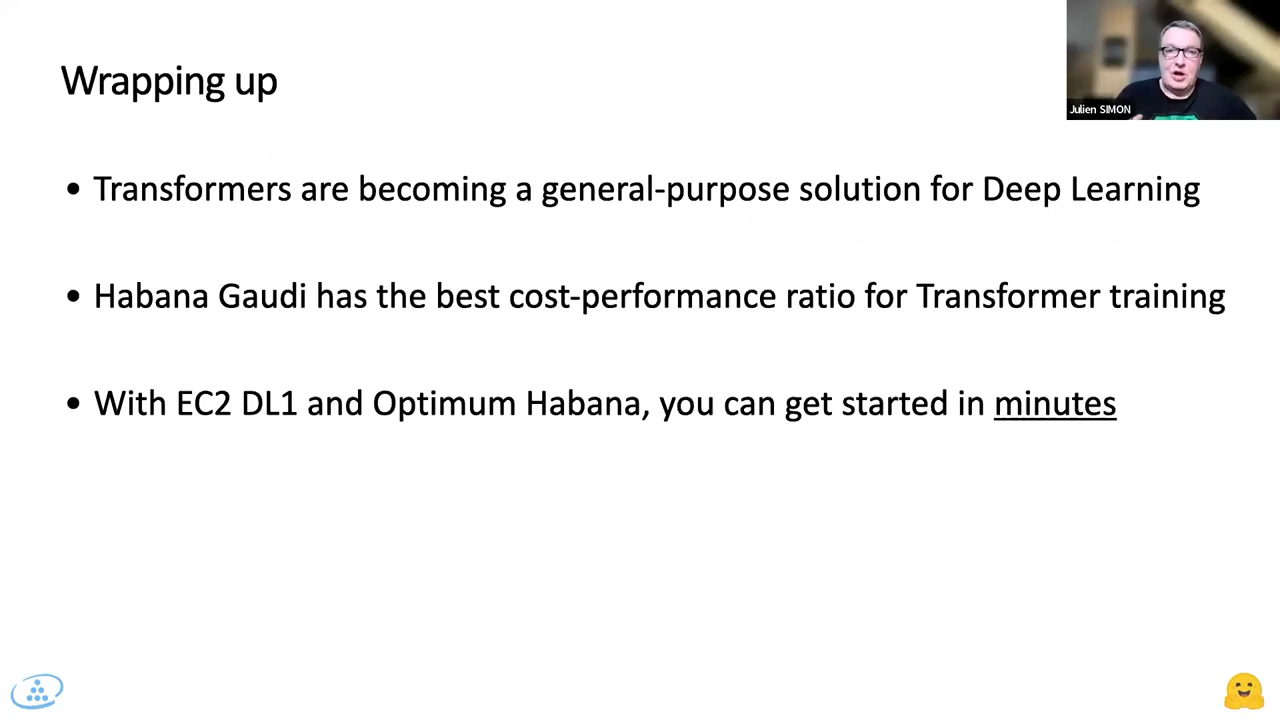 Wrapping up
Julien SIMON
• Transformers are becoming a general-purpose solution for Deep Learning
• Habana Gaudi has the best cost-performance ratio for Transformer training
• With EC2 DL1 and Optimum Habana, you can get started in minutes